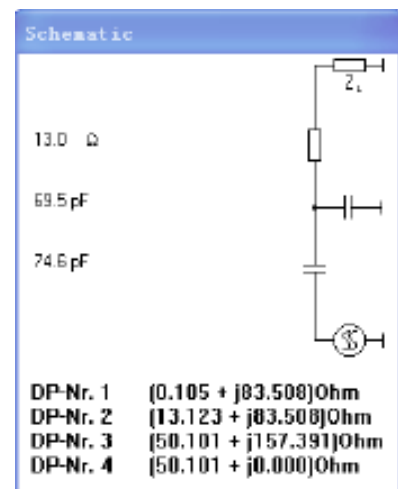 Schematic
Z L
13.0 Ω
69.5 pF
74.6 pF
S
DP-Nr. 1 (0.105 + j83.508)Ohm
DP-Nr. 2 (13.123 + j83.508)Ohm
DP-Nr. 3 (50.101 + j157.391)Ohm
DP-Nr. 4 (50.101 + j0.000)Ohm